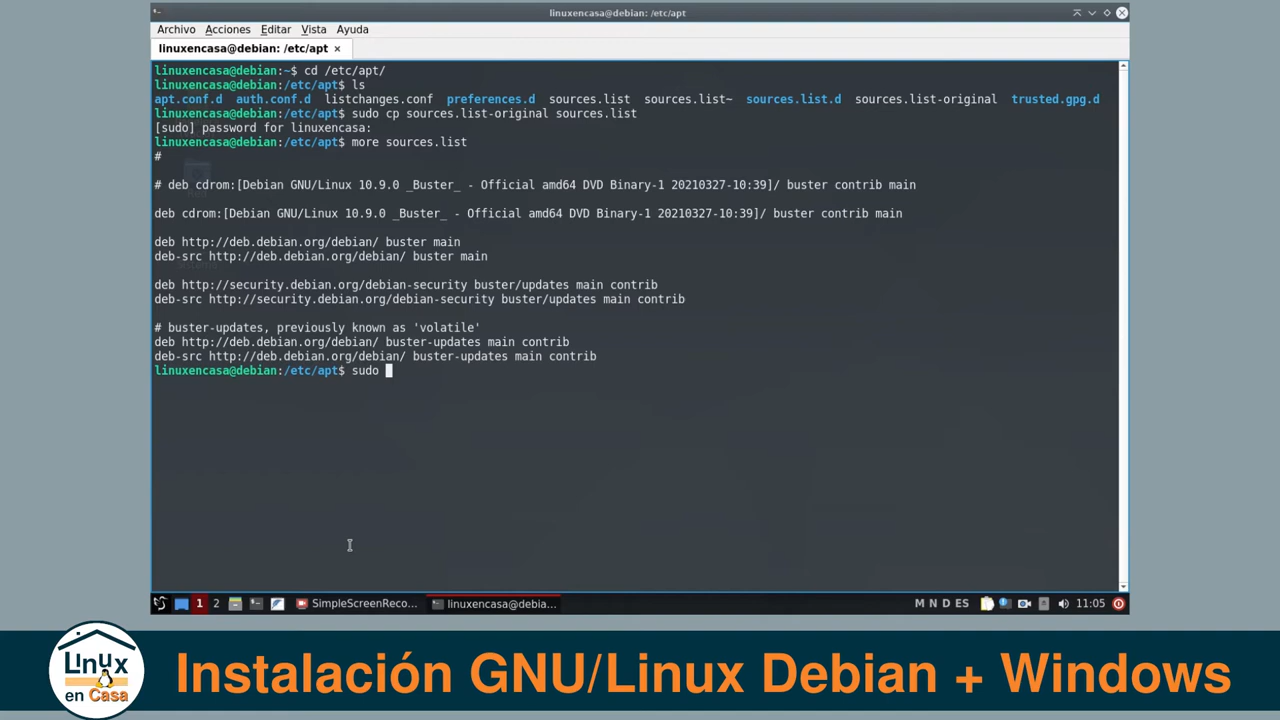 linuxencasa@debian: /etc/apt
Archivo Acciones Editar Vista Ayuda
linuxencasa@debian: /etc/apt ×
linuxencasa@debian:~$ cd /etc/apt/
linuxencasa@debian:/etc/apt$ ls
apt.conf.d auth.conf.d listchanges.conf preferences.d sources.list sources.list~ sources.list.d sources.list-original trusted.gpg.d
linuxencasa@debian:/etc/apt$ sudo cp sources.list-original sources.list
[sudo] password for linuxencasa:
linuxencasa@debian:/etc/apt$ more sources.list
#
# deb cdrom:[Debian GNU/Linux 10.9.0 _Buster_ - Official amd64 DVD Binary-1 20210327-10:39]/ buster contrib main
deb cdrom:[Debian GNU/Linux 10.9.0 _Buster_ - Official amd64 DVD Binary-1 20210327-10:39]/ buster contrib main
deb http://deb.debian.org/debian/ buster main
deb-src http://deb.debian.org/debian/ buster main
deb http://security.debian.org/debian-security buster/updates main contrib
deb-src http://security.debian.org/debian-security buster/updates main contrib
# buster-updates, previously known as 'volatile'
deb http://deb.debian.org/debian/ buster-updates main contrib
deb-src http://deb.debian.org/debian/ buster-updates main contrib
linuxencasa@debian:/etc/apt$ sudo
1 2 SimpleScreenReco... linuxencasa@debia... M N D ES 11:05
Linux
en Casa
Instalación GNU/Linux Debian + Windows